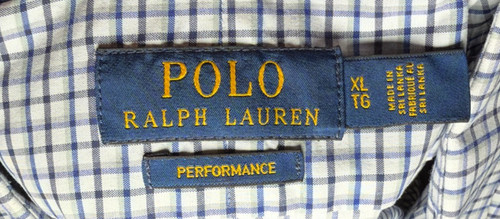 POLO
RALPH LAUREN
XL
TG
MADE IN
SRI LANKA
FABRIQUÉ AU
SRI LANKA
PERFORMANCE